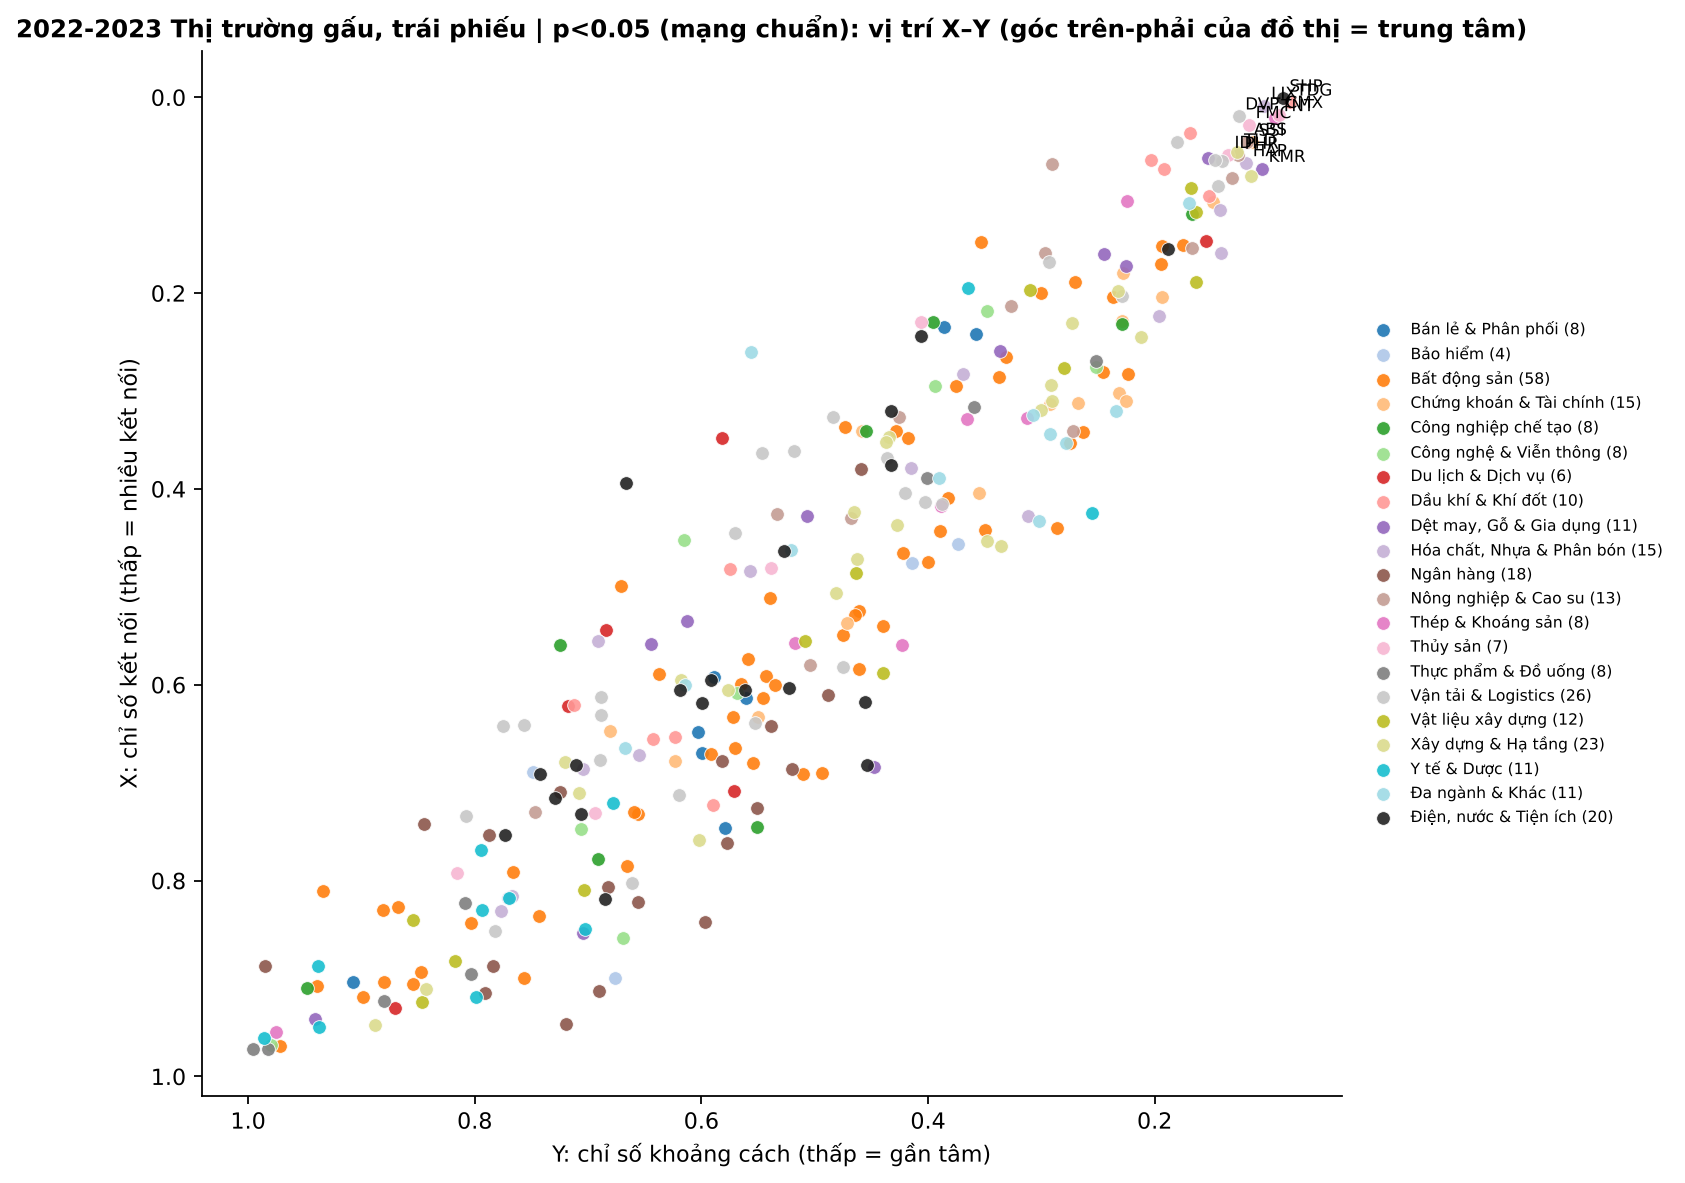 2022-2023 Thị trường gấu, trái phiếu | p<0.05 (mạng chuẩn): vị trí X–Y (góc trên-phải của đồ thị = trung tâm)
SHP
TDG
CMX
DVP
TNT
FMC
KMR
HAP
0.0
0.2
0.4
0.6
0.8
1.0
X: chỉ số kết nối (thấp = nhiều kết nối)
1.0
0.8
0.6
0.4
0.2
Y: chỉ số khoảng cách (thấp = gần tâm)
Bán lẻ & Phân phối (8)
Bảo hiểm (4)
Bất động sản (58)
Chứng khoán & Tài chính (15)
Công nghiệp chế tạo (8)
Công nghệ & Viễn thông (8)
Du lịch & Dịch vụ (6)
Dầu khí & Khí đốt (10)
Dệt may, Gỗ & Gia dụng (11)
Hóa chất, Nhựa & Phân bón (15)
Ngân hàng (18)
Nông nghiệp & Cao su (13)
Thép & Khoáng sản (8)
Thủy sản (7)
Thực phẩm & Đồ uống (8)
Vận tải & Logistics (26)
Vật liệu xây dựng (12)
Xây dựng & Hạ tầng (23)
Y tế & Dược (11)
Đa ngành & Khác (11)
Điện, nước & Tiện ích (20)